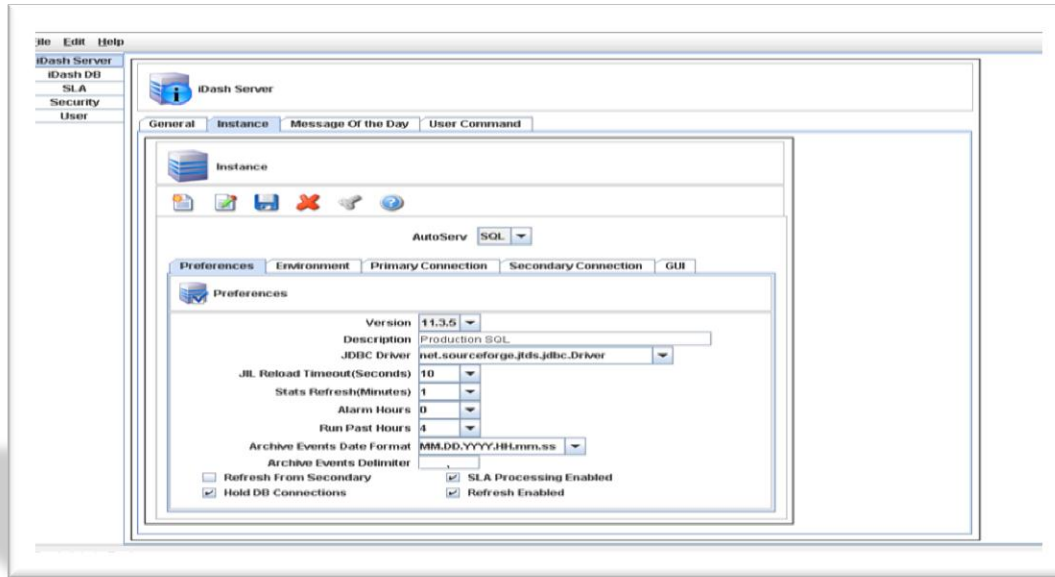 File Edit Help
iDash Server
iDash DB
SLA
Security
User
iDash Server
General Instance Message Of the Day User Command
Instance
AutoServ SQL
Preferences Environment Primary Connection Secondary Connection GUI
Preferences
Version 11.3.5
Description Production SQL
JDBC Driver net.sourceforge.jtds.jdbc.Driver
JIL Reload Timeout(Seconds) 10
Stats Refresh(Minutes) 1
Alarm Hours 0
Run Past Hours 4
Archive Events Date Format MM.DD.YYYY.HH.mm.ss
Archive Events Delimiter ,
Refresh From Secondary SLA Processing Enabled
Hold DB Connections Refresh Enabled